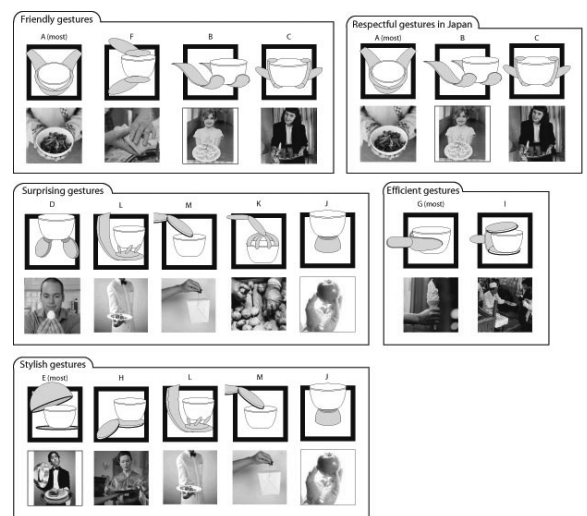 Friendly gestures
A (most) F B C
Respectful gestures in Japan
A (most) B C
Surprising gestures
D L M K J
Efficient gestures
G (most) I
Stylish gestures
E (most) H L M J